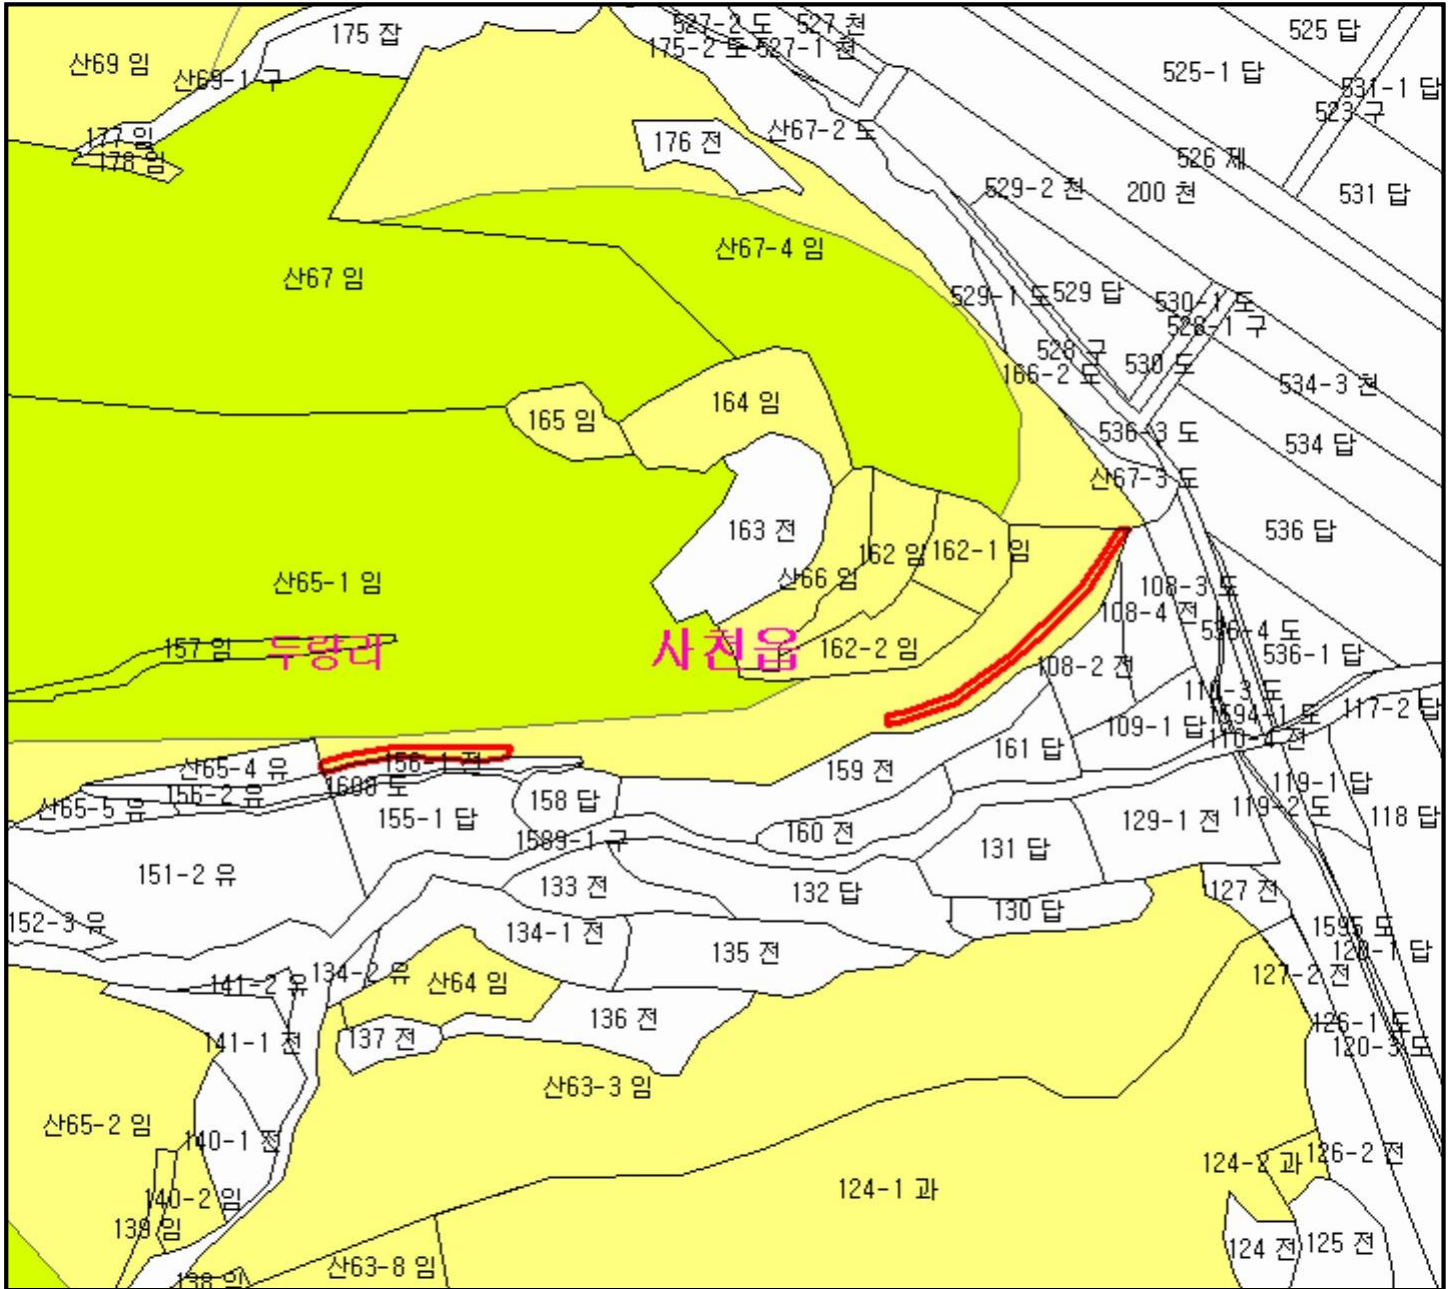 175 잡
527-2 도
527 천
525 답
175-2 도
527-1 천
산69 임
산69-1 구
525-1 답
531-1 답
523 구
177 임
178 임
176 전
산67-2 도
526 제
529-2 천
200 천
531 답
산67-4 임
산67 임
529-1 도
529 답
530-1 도
528-1 구
528 구
530 도
166-2 도
534-3 천
164 임
165 임
536-3 도
534 답
산67-3 도
163 전
536 답
162 임
162-1 임
산66 임
산65-1 임
108-3 도
108-4 전
536-4 도
157 임
두량리
사천읍
162-2 임
536-1 답
108-2 전
117-2 답
109-1 답
1594-1 도
110-4 전
161 답
산65-4 유
156-1 전
159 전
156-2 유
1608 도
119-1 답
산65-5 유
158 답
119-2 도
155-1 답
129-1 전
118 답
1589-1 구
160 전
131 답
151-2 유
133 전
132 답
127 전
152-3 유
130 답
134-1 전
1595 도
135 전
120-1 답
141-2 유
134-2 유
산64 임
127-2 전
136 전
126-1 도
141-1 전
137 전
120-3 도
산63-3 임
산65-2 임
140-1 전
126-2 전
124-2 과
140-2 임
124-1 과
139 임
124 전
125 전
산63-8 임
138 임